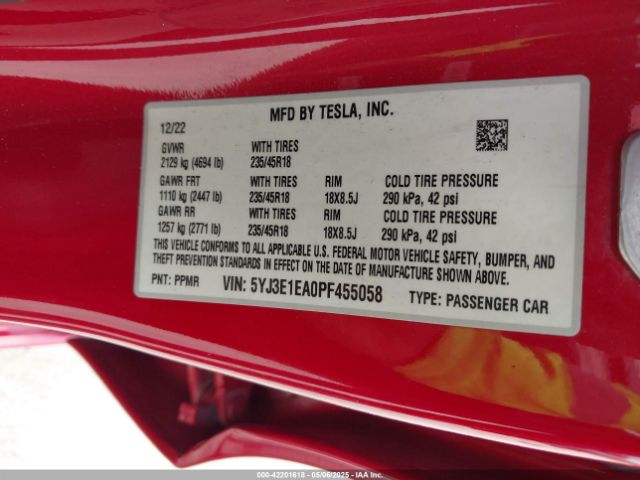 MFD BY TESLA, INC.
12/22
GVWR WITH TIRES
2129 kg (4694 lb) 235/45R18
GAWR FRT WITH TIRES RIM COLD TIRE PRESSURE
1110 kg (2447 lb) 235/45R18 18X8.5J 290 kPa, 42 psi
GAWR RR WITH TIRES RIM COLD TIRE PRESSURE
1257 kg (2771 lb) 235/45R18 18X8.5J 290 kPa, 42 psi
THIS VEHICLE CONFORMS TO ALL APPLICABLE U.S. FEDERAL MOTOR VEHICLE SAFETY, BUMPER, AND
THEFT PREVENTION STANDARDS IN EFFECT ON THE DATE OF MANUFACTURE SHOWN ABOVE.
PNT: PPMR VIN: 5YJ3E1EA0PF455058 TYPE: PASSENGER CAR
000-42201618 - 05/06/2025 - IAAI.COM